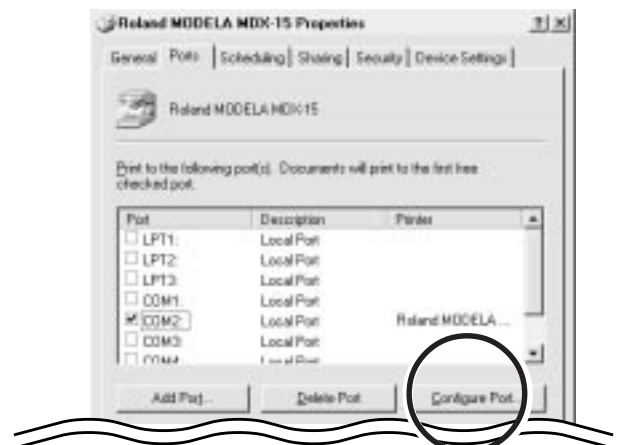 Roland MODELA MDX-15 Properties
General Ports Scheduling Sharing Security Device Settings
Roland MODELA MDX-15
Print to the following port(s). Documents will print to the first free
checked port.
Port Description Printer
LPT1: Local Port
LPT2: Local Port
LPT3: Local Port
COM1: Local Port
COM2: Local Port Roland MODELA ...
COM3: Local Port
COM4: Local Port
Add Port... Delete Port Configure Port...